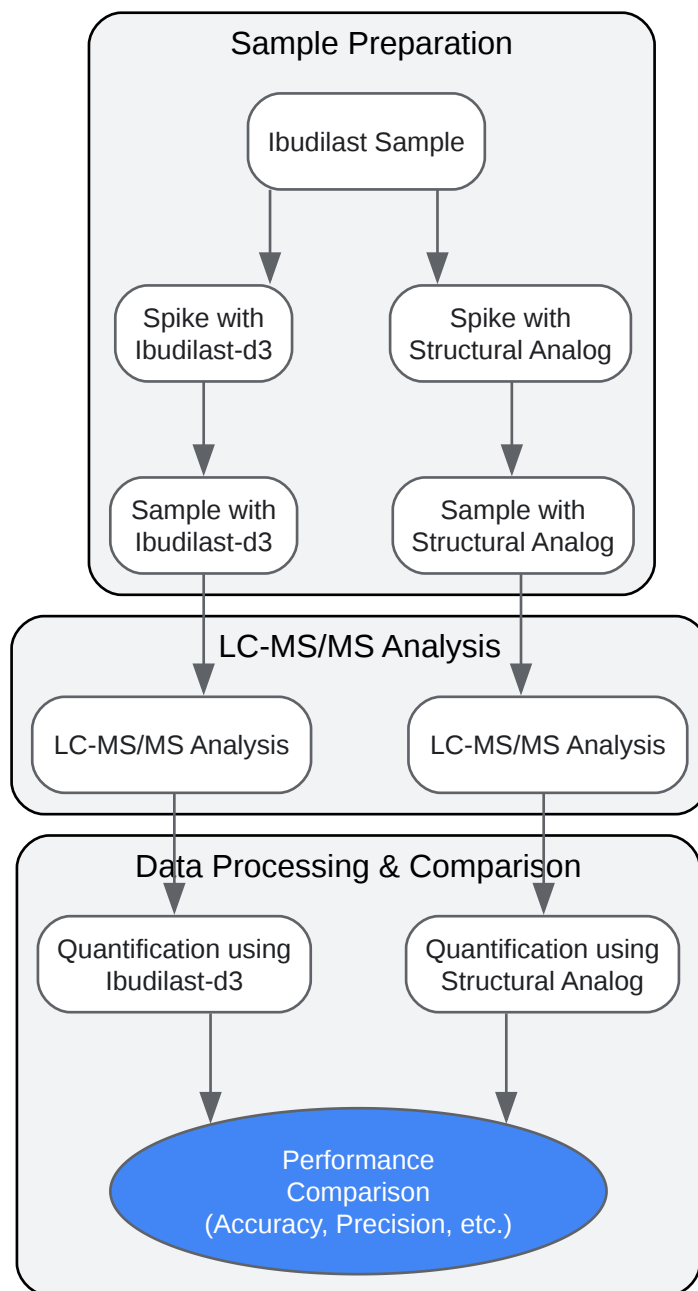 Sample Preparation
Ibudilast Sample
Spike with
Ibudilast-d3
Spike with
Structural Analog
Sample with
Ibudilast-d3
Sample with
Structural Analog
LC-MS/MS Analysis
LC-MS/MS Analysis
LC-MS/MS Analysis
Data Processing & Comparison
Quantification using
Ibudilast-d3
Quantification using
Structural Analog
Performance
Comparison
(Accuracy, Precision, etc.)